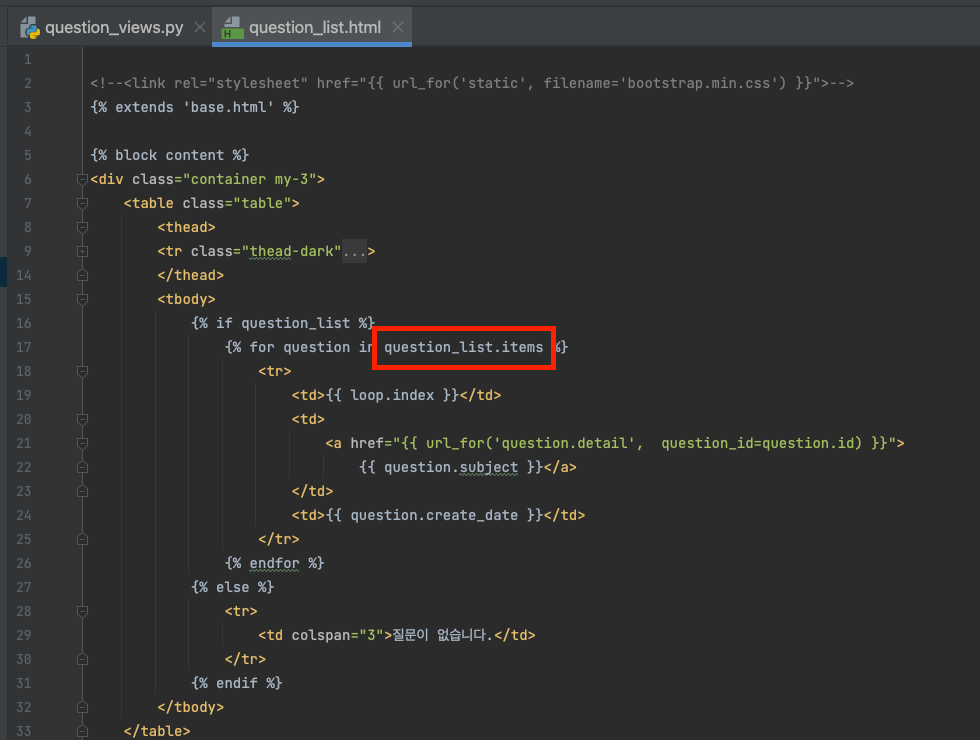 question_views.py question_list.html
1
2 <!--<link rel="stylesheet" href="{{ url_for('static', filename='bootstrap.min.css') }}">-->
3 {% extends 'base.html' %}
4
5 {% block content %}
6 <div class="container my-3">
7 <table class="table">
8 <thead>
9 <tr class="thead-dark"...>
14 </thead>
15 <tbody>
16 {% if question_list %}
17 {% for question in question_list.items %}
18 <tr>
19 <td>{{ loop.index }}</td>
20 <td>
21 <a href="{{ url_for('question.detail', question_id=question.id) }}">
22 {{ question.subject }}</a>
23 </td>
24 <td>{{ question.create_date }}</td>
25 </tr>
26 {% endfor %}
27 {% else %}
28 <tr>
29 <td colspan="3">질문이 없습니다.</td>
30 </tr>
31 {% endif %}
32 </tbody>
33 </table>